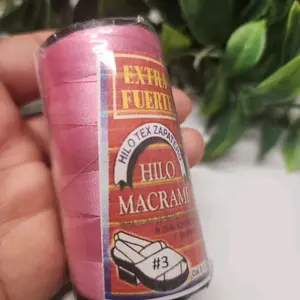 EXTRA
FUERTE
HILO TEX ZAPATERO
HILO
MACRAME
#3